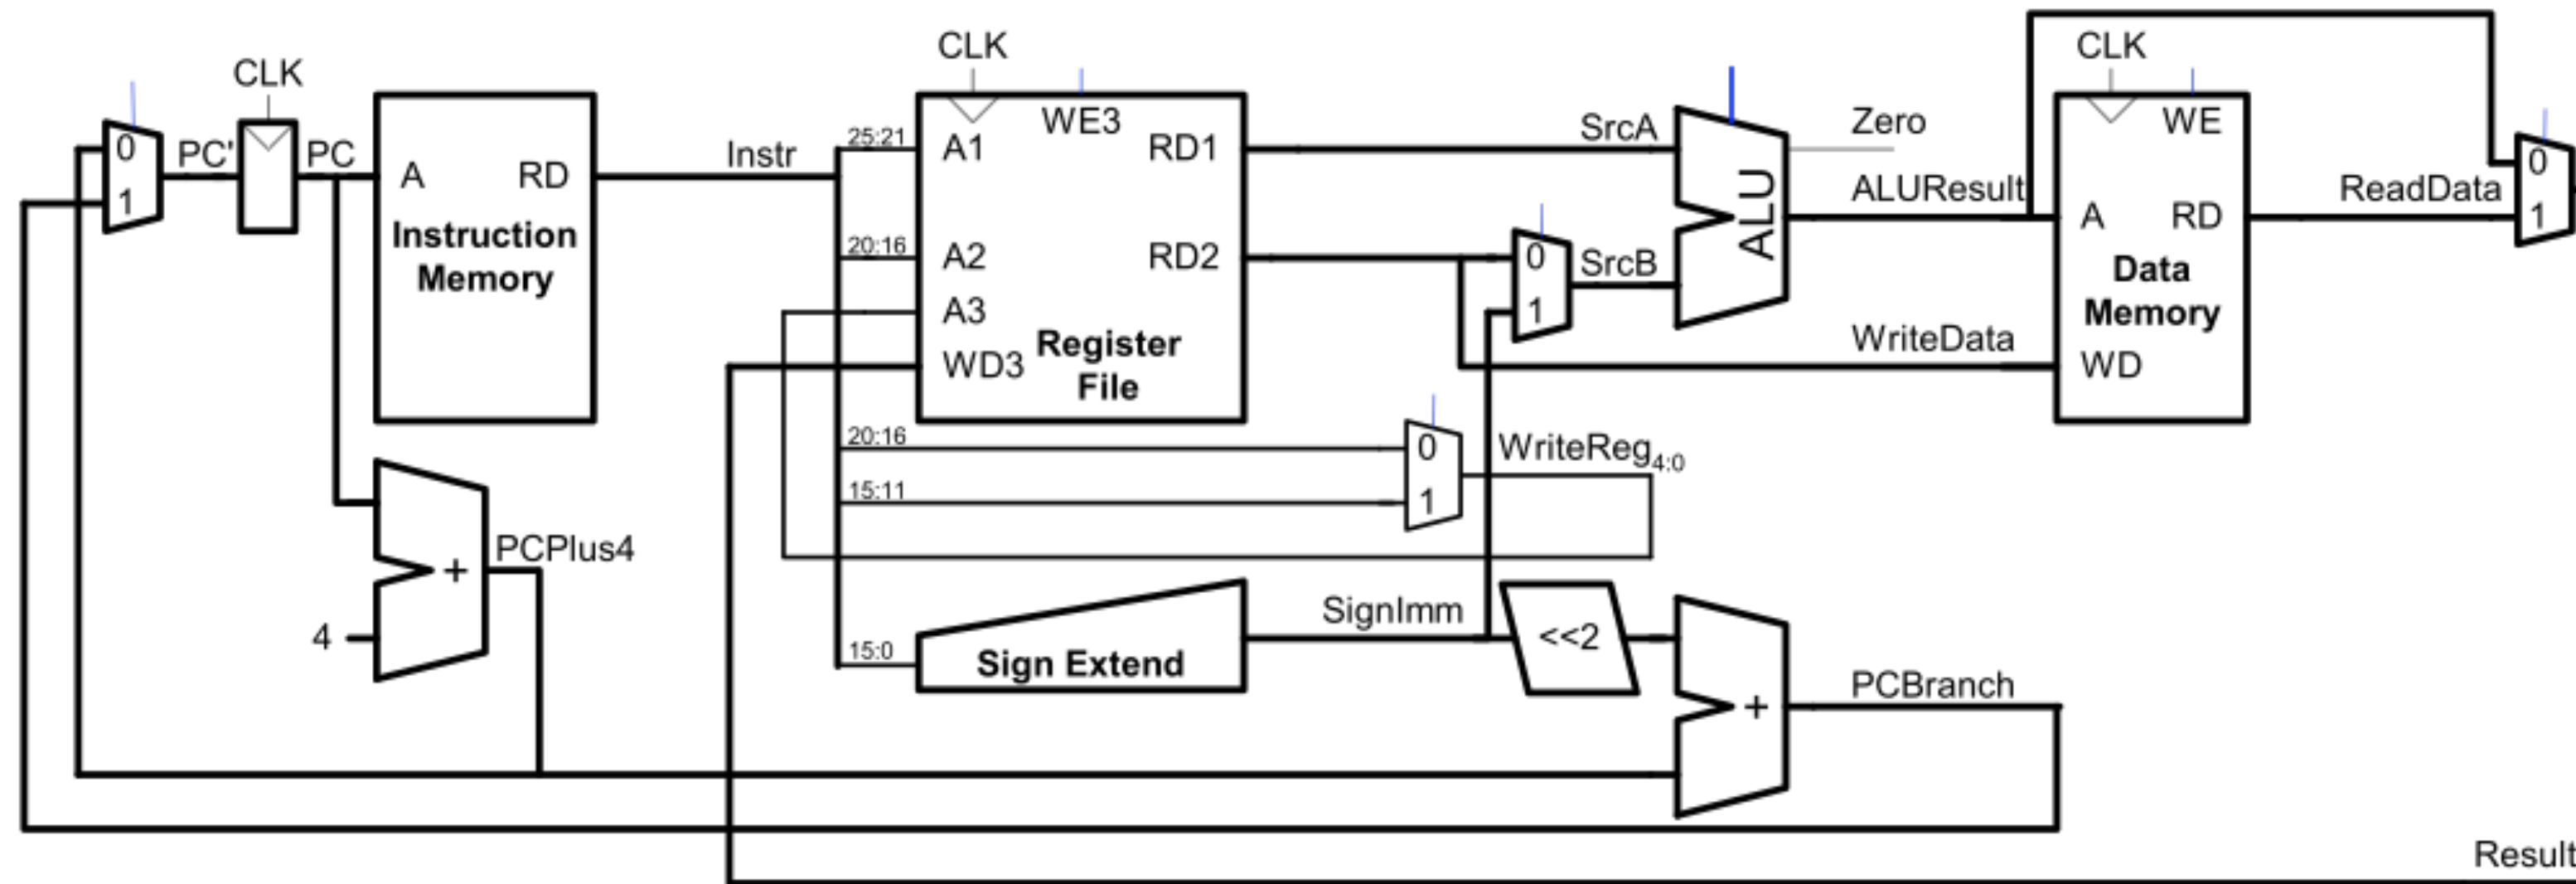 CLK
CLK
CLK
0
1
PC'
PC
A
RD
Instruction
Memory
Instr
25:21
20:16
A1
A2
A3
WD3
WE3
RD1
RD2
Register
File
SrcA
0
1
SrcB
ALU
Zero
ALUResult
WriteData
WE
A
RD
Data
Memory
WD
ReadData
0
1
20:16
15:11
0
1
WriteReg4:0
+
PCPlus4
4
15:0
Sign Extend
SignImm
<<2
+
PCBranch
Result